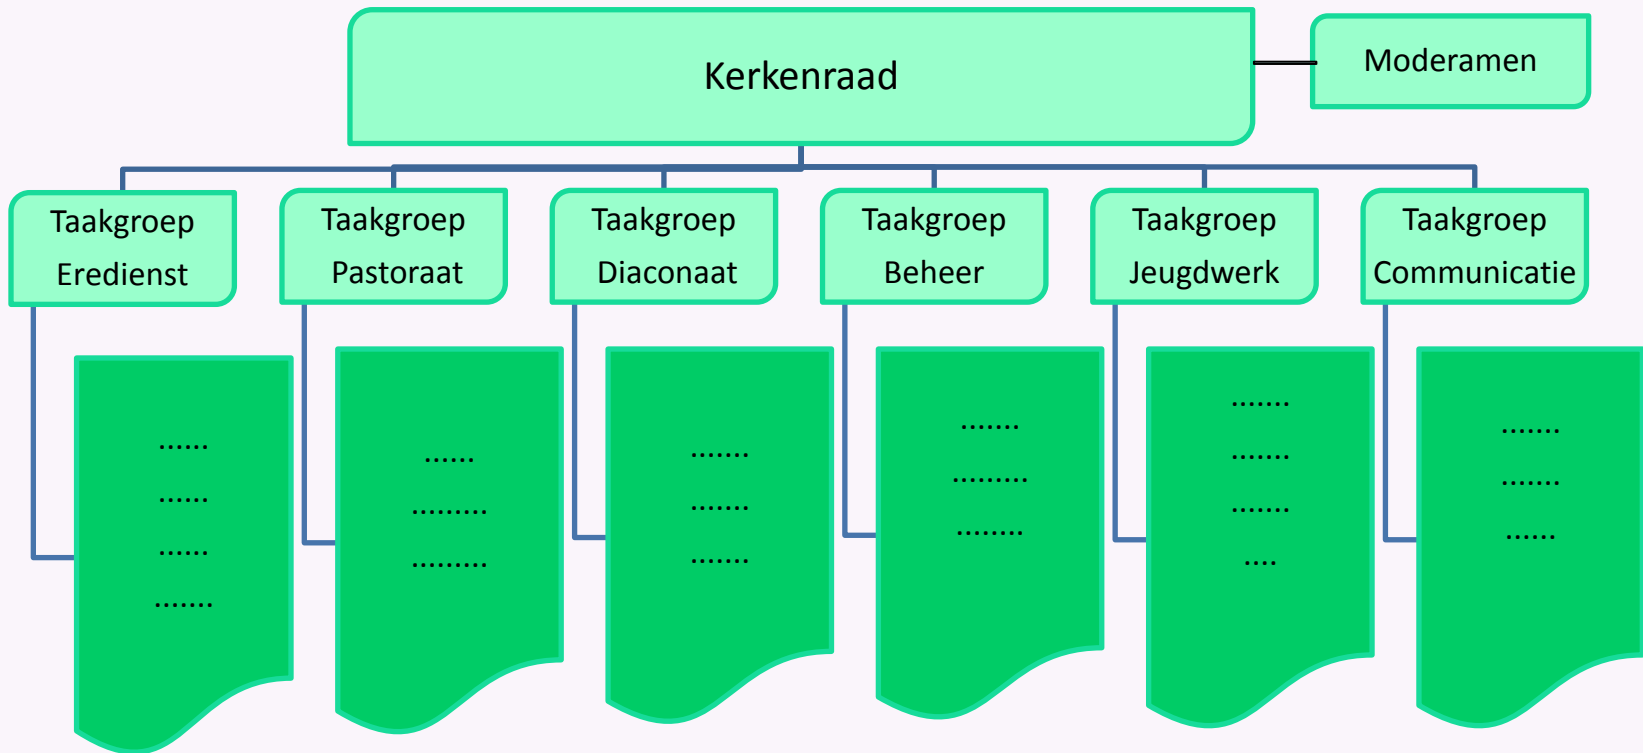 Kerkenraad
Moderamen
Taakgroep
Eredienst
Taakgroep
Pastoraat
Taakgroep
Diaconaat
Taakgroep
Beheer
Taakgroep
Jeugdwerk
Taakgroep
Communicatie
......
......
......
.......
......
.........
.........
.......
.......
.......
.......
.........
........
.......
.......
.......
....
.......
.......
......